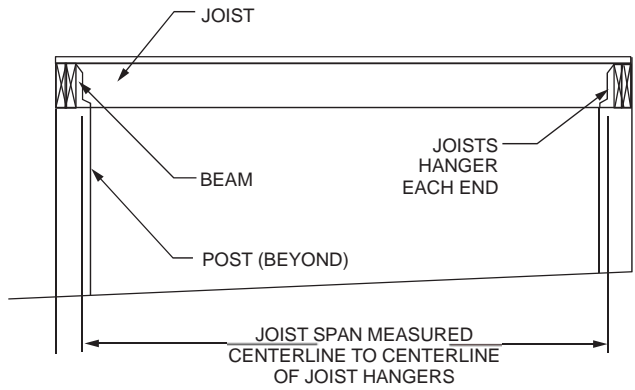 JOIST
JOISTS
HANGER
EACH END
BEAM
POST (BEYOND)
JOIST SPAN MEASURED
CENTERLINE TO CENTERLINE
OF JOIST HANGERS